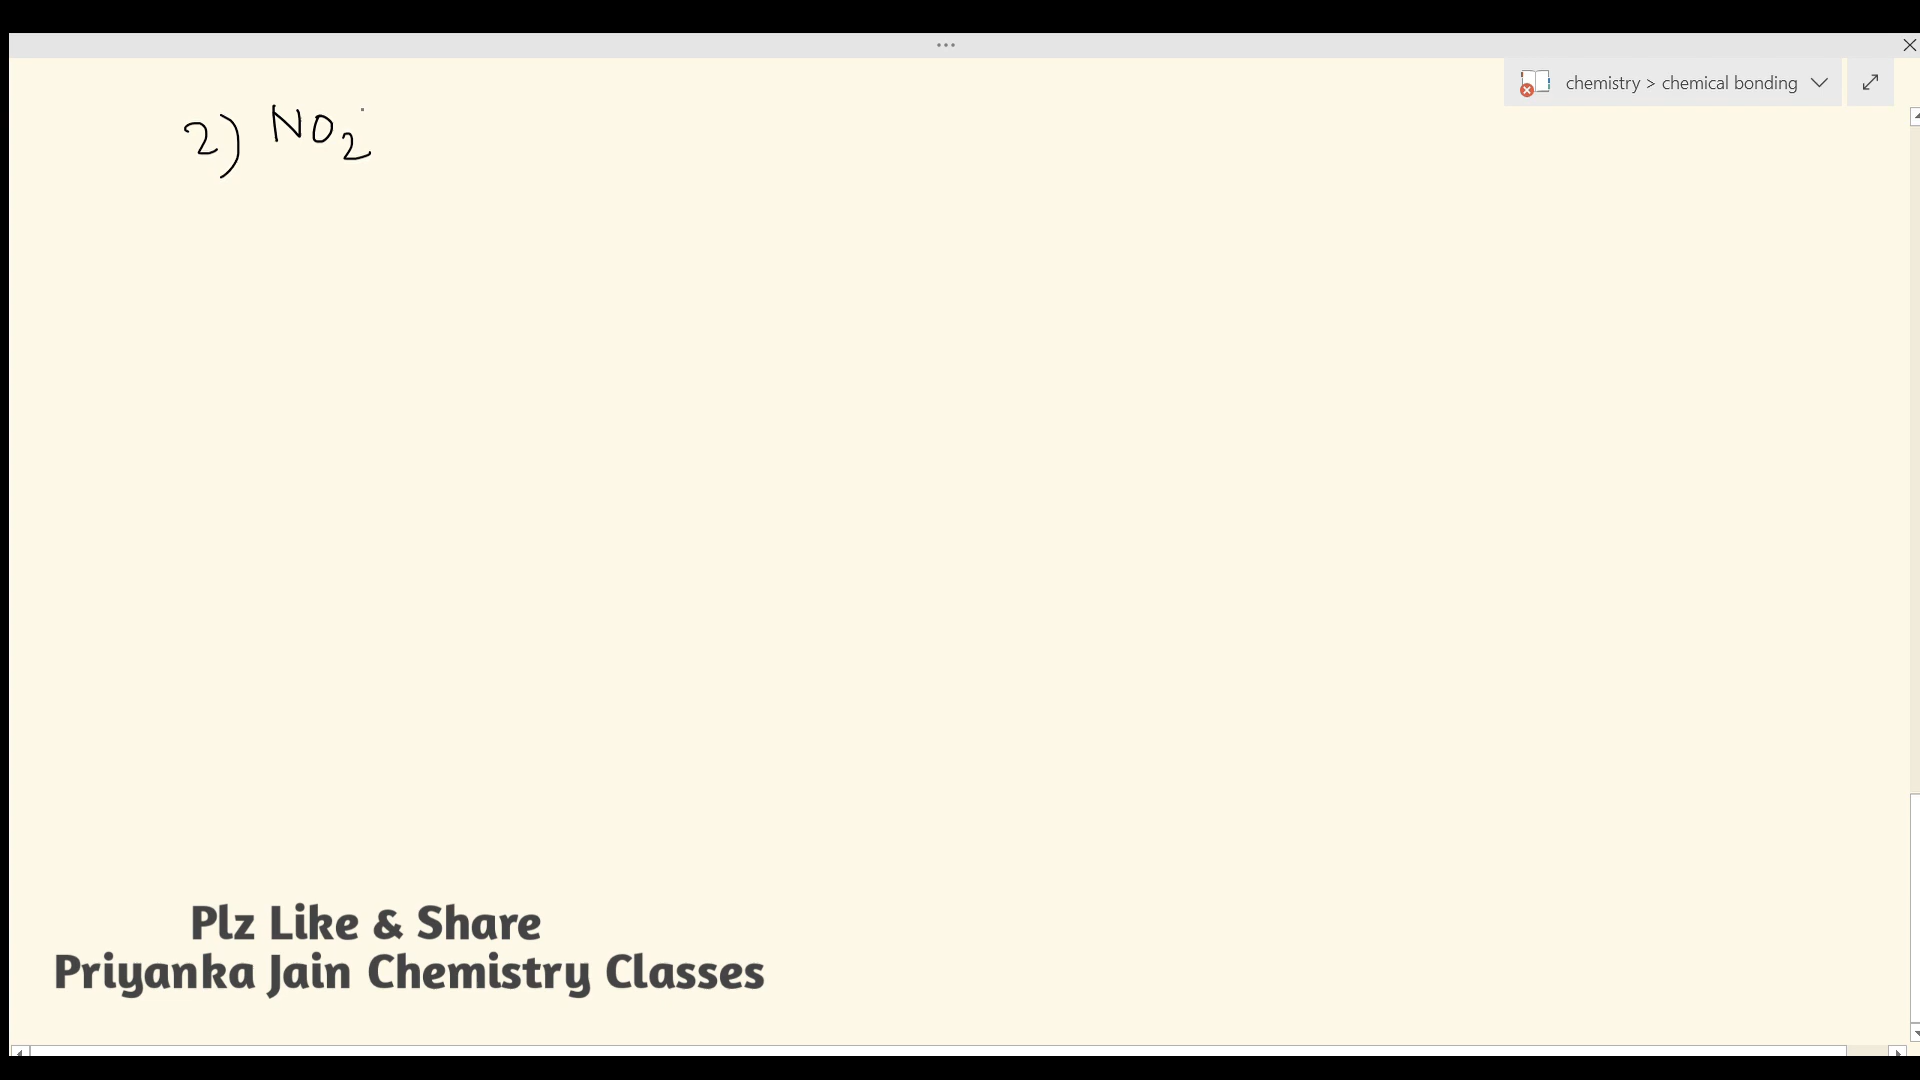 chemistry > chemical bonding
2) NO₂
Plz Like & Share
Priyanka Jain Chemistry Classes